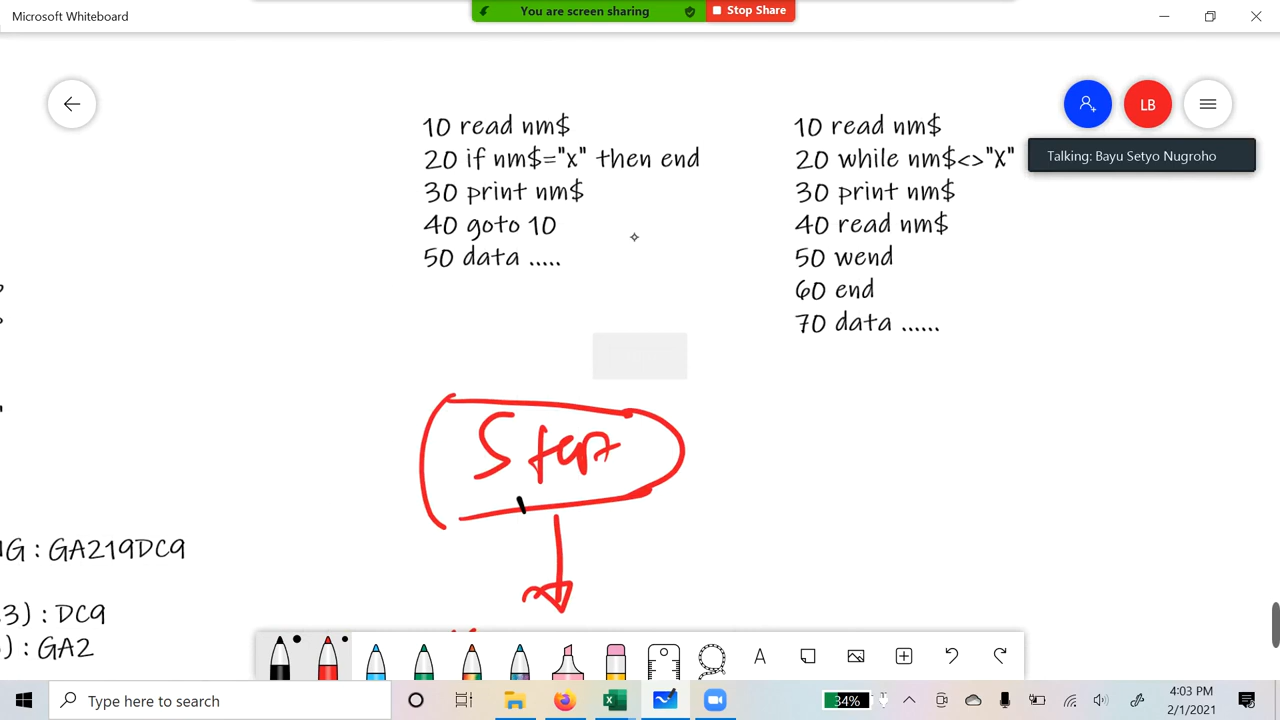 Microsoft Whiteboard
You are screen sharing
Stop Share
LB
Talking: Bayu Setyo Nugroho
10 read nm$
20 if nm$="x" then end
30 print nm$
40 goto 10
50 data .....
10 read nm$
20 while nm$<>"X"
30 print nm$
40 read nm$
50 wend
60 end
70 data ......
Start
G : GA219DC9
3) : DC9
) : GA2
A
Type here to search
34%
4:03 PM
2/1/2021